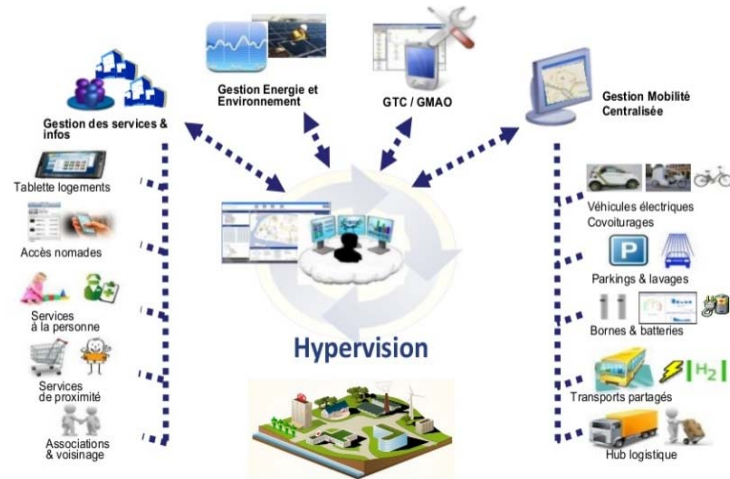 Gestion Energie et
Environnement
GTC / GMAO
Gestion Mobilité
Centralisée
Gestion des services &
infos
Tablette logements
Accès nomades
Services
à la personne
Services
de proximité
Associations
& voisinage
Hypervision
Véhicules électriques
Covoiturages
P
Parkings & lavages
Bornes & batteries
H2
Transports partagés
Hub logistique